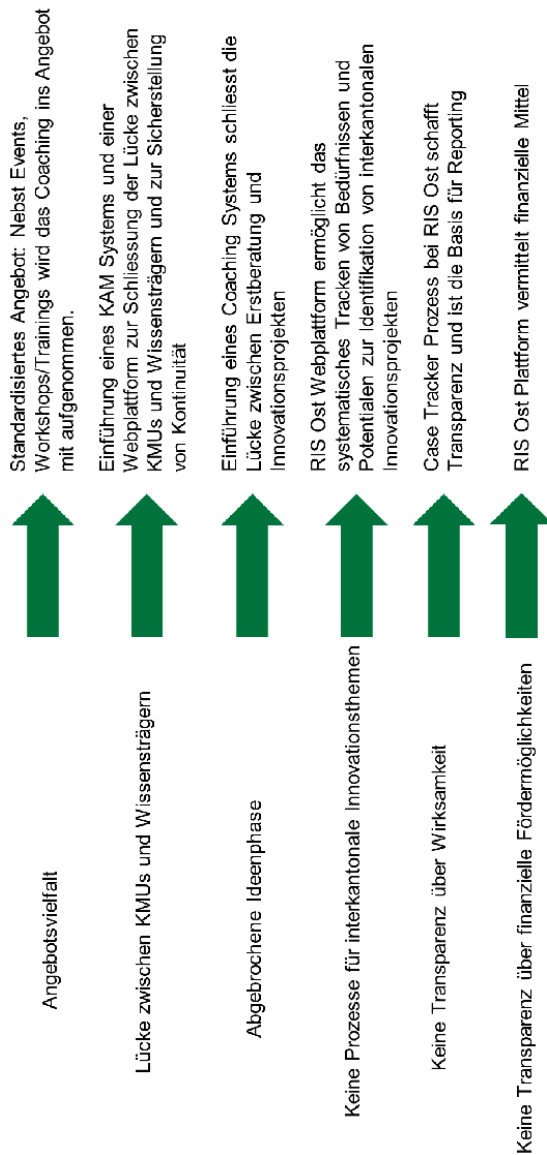 Angebotsvielfalt
Standardisiertes Angebot: Nebst Events,
Workshops/Trainings wird das Coaching ins Angebot
mit aufgenommen.
Lücke zwischen KMUs und Wissensträgern
Einführung eines KAM Systems und einer
Webplattform zur Schliessung der Lücke zwischen
KMUs und Wissensträgern und zur Sicherstellung
von Kontinuität
Abgebrochene Ideenphase
Einführung eines Coaching Systems schliesst die
Lücke zwischen Erstberatung und
Innovationsprojekten
Keine Prozesse für interkantonale Innovationsthemen
RIS Ost Webplattform ermöglicht das
systematisches Tracken von Bedürfnissen und
Potentialen zur Identifikation von interkantonalen
Innovationsprojekten
Keine Transparenz über Wirksamkeit
Case Tracker Prozess bei RIS Ost schafft
Transparenz und ist die Basis für Reporting
Keine Transparenz über finanzielle Fördermöglichkeiten
RIS Ost Plattform vermittelt finanzielle Mittel